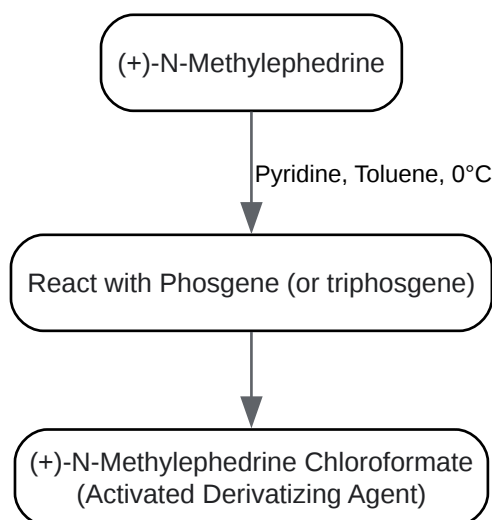 (+)-N-Methylephedrine
Pyridine, Toluene, 0°C
React with Phosgene (or triphosgene)
(+)-N-Methylephedrine Chloroformate
(Activated Derivatizing Agent)